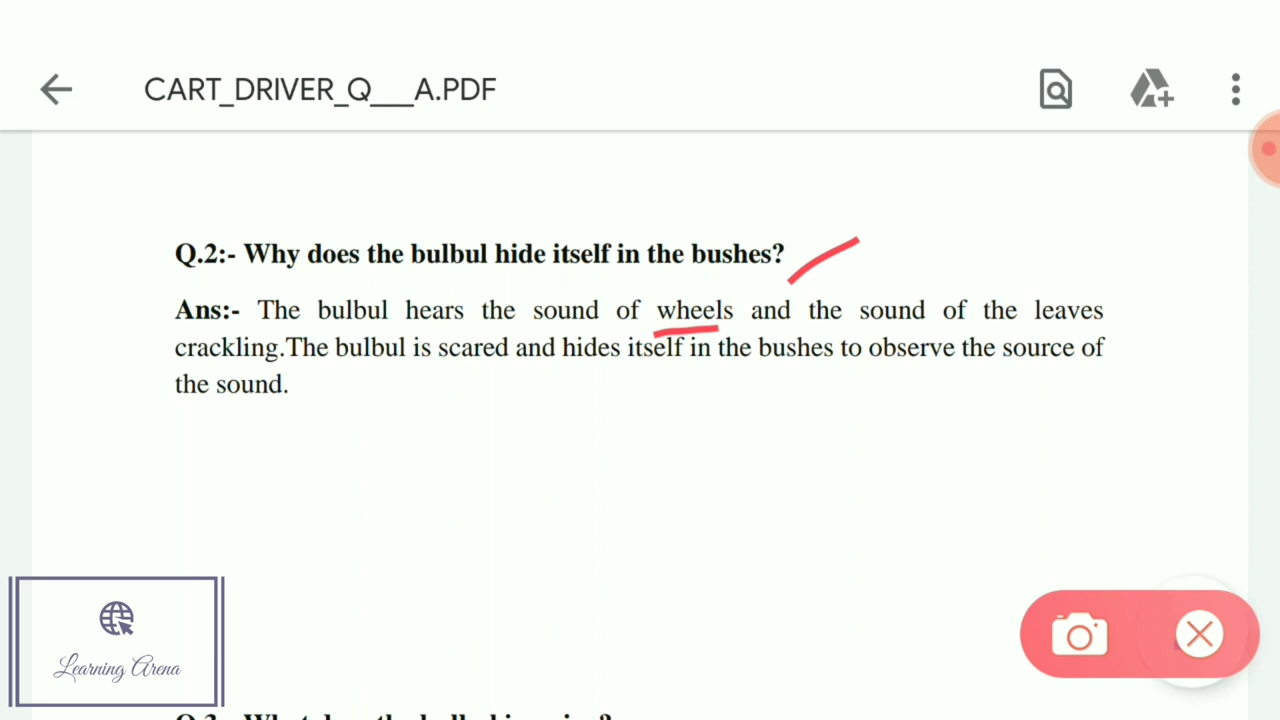 CART_DRIVER_Q___A.PDF
Q.2:- Why does the bulbul hide itself in the bushes?
Ans:- The bulbul hears the sound of wheels and the sound of the leaves
crackling.The bulbul is scared and hides itself in the bushes to observe the source of
the sound.
Learning Arena